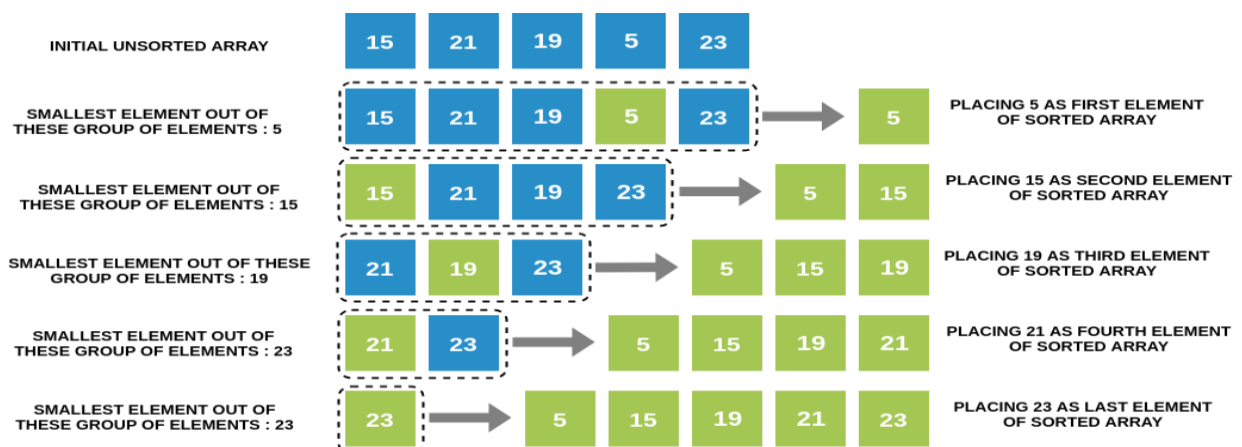 INITIAL UNSORTED ARRAY
15 21 19 5 23
SMALLEST ELEMENT OUT OF
THESE GROUP OF ELEMENTS : 5
15 21 19 5 23
5
PLACING 5 AS FIRST ELEMENT
OF SORTED ARRAY
SMALLEST ELEMENT OUT OF
THESE GROUP OF ELEMENTS : 15
15 21 19 23
5 15
PLACING 15 AS SECOND ELEMENT
OF SORTED ARRAY
SMALLEST ELEMENT OUT OF THESE
GROUP OF ELEMENTS : 19
21 19 23
5 15 19
PLACING 19 AS THIRD ELEMENT
OF SORTED ARRAY
SMALLEST ELEMENT OUT OF
THESE GROUP OF ELEMENTS : 23
21 23
5 15 19 21
PLACING 21 AS FOURTH ELEMENT
OF SORTED ARRAY
SMALLEST ELEMENT OUT OF
THESE GROUP OF ELEMENTS : 23
23
5 15 19 21 23
PLACING 23 AS LAST ELEMENT
OF SORTED ARRAY